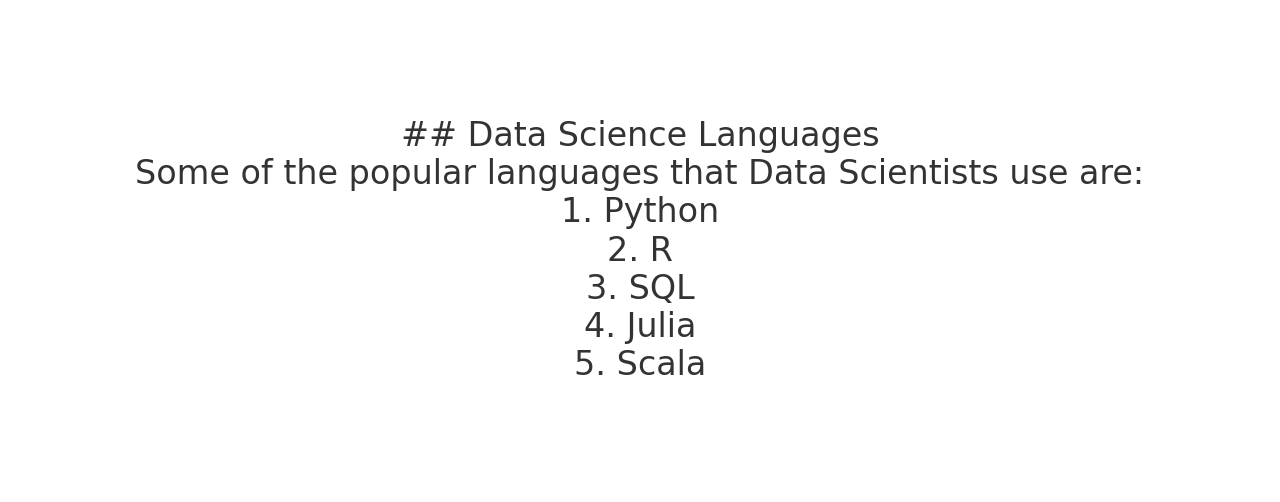 ## Data Science Languages
Some of the popular languages that Data Scientists use are:
1. Python
2. R
3. SQL
4. Julia
5. Scala